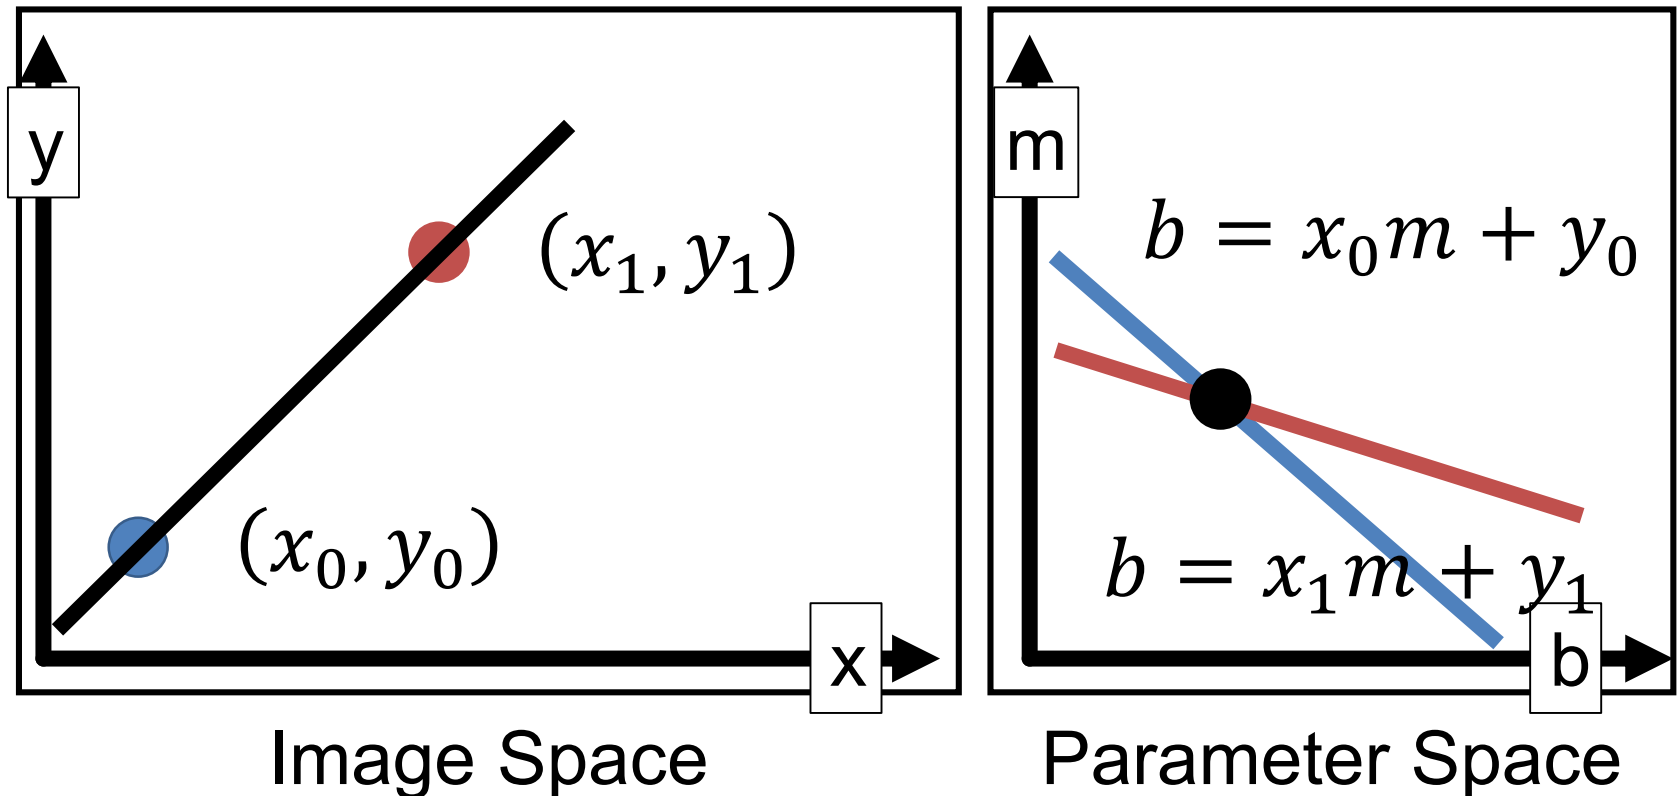 y
(x₁, y₁)
(x₀, y₀)
x
Image Space
m
b = x₀m + y₀
b = x₁m + y₁
b
Parameter Space